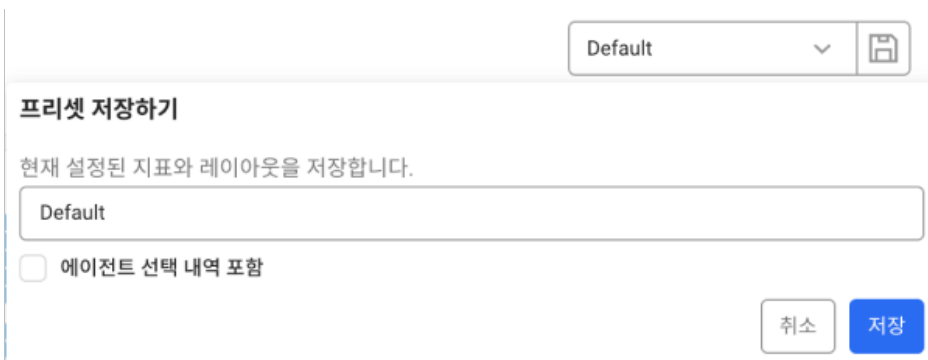 Default
프리셋 저장하기
현재 설정된 지표와 레이아웃을 저장합니다.
Default
에이전트 선택 내역 포함
취소 저장